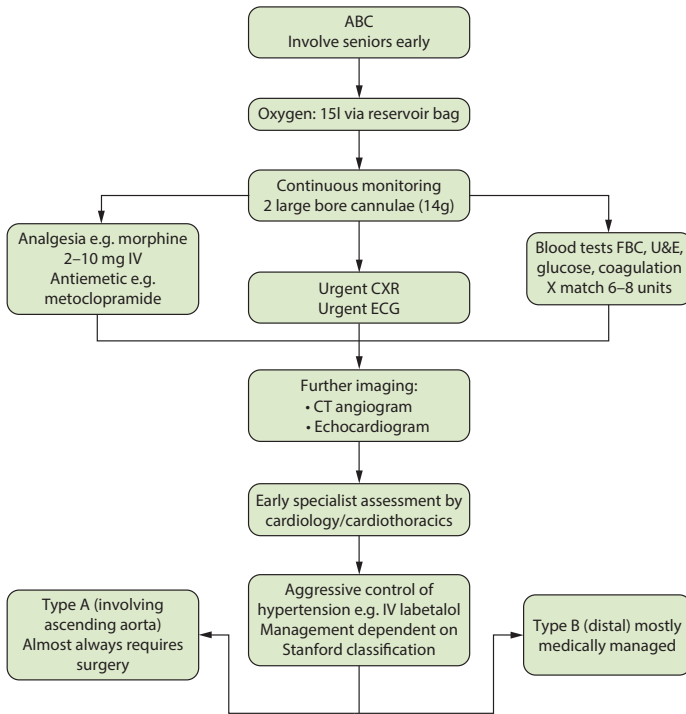 ABC
Involve seniors early
Oxygen: 15l via reservoir bag
Continuous monitoring
2 large bore cannulae (14g)
Analgesia e.g. morphine
2–10 mg IV
Antiemetic e.g.
metoclopramide
Urgent CXR
Urgent ECG
Blood tests FBC, U&E,
glucose, coagulation
X match 6–8 units
Further imaging:
• CT angiogram
• Echocardiogram
Early specialist assessment by
cardiology/cardiothoracics
Aggressive control of
hypertension e.g. IV labetalol
Management dependent on
Stanford classification
Type A (involving
ascending aorta)
Almost always requires
surgery
Type B (distal) mostly
medically managed